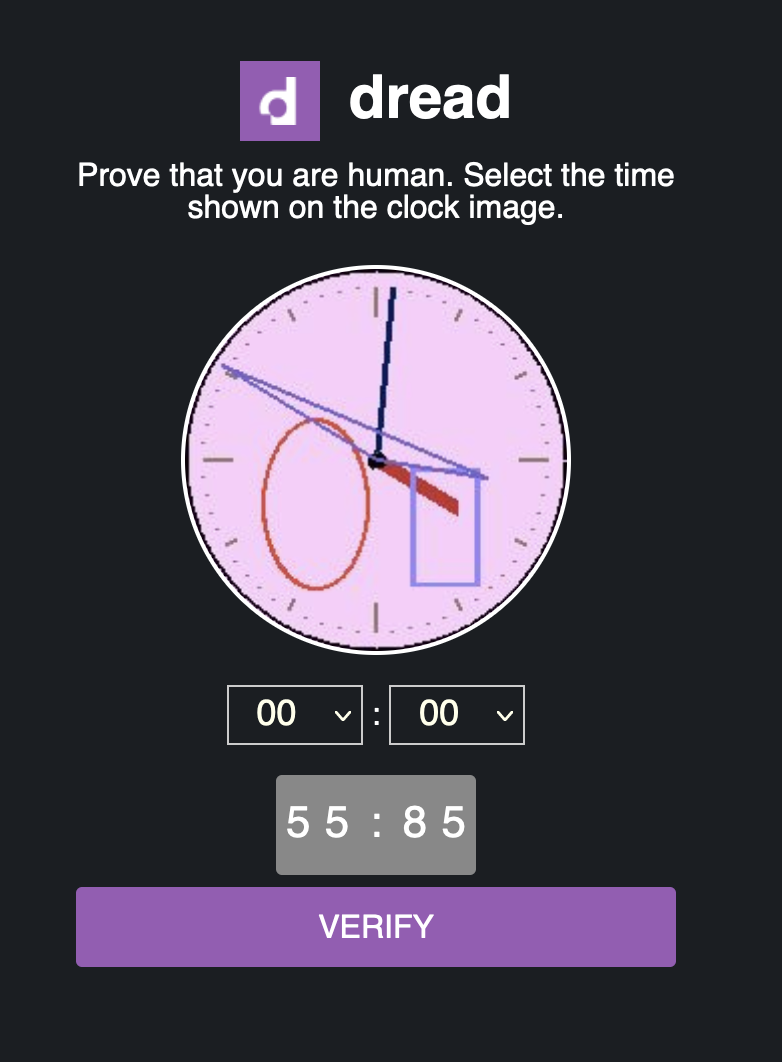 d dread
Prove that you are human. Select the time
shown on the clock image.
00 : 00
55:85
VERIFY